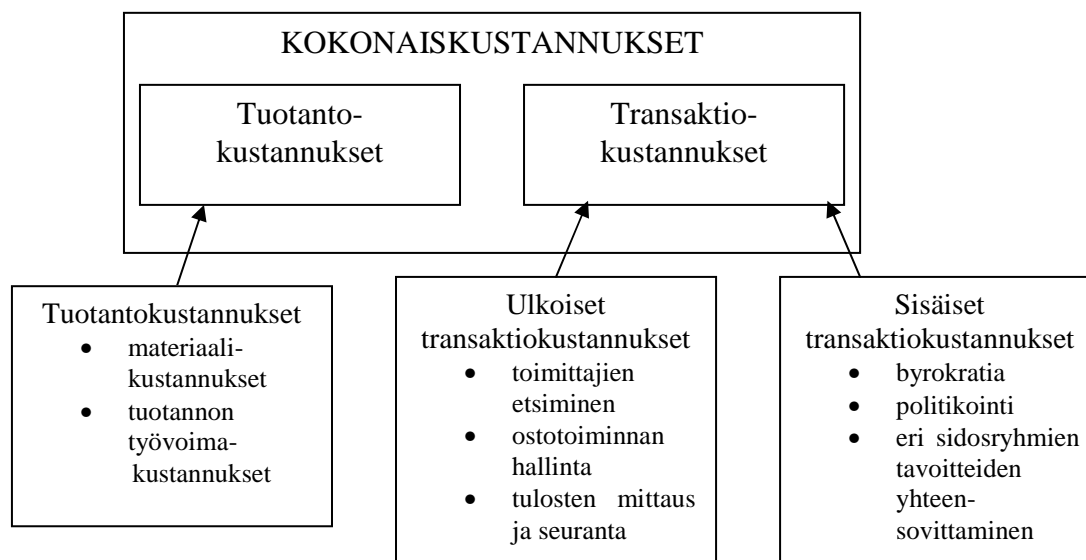 KOKONAISKUSTANNUKSET
Tuotanto-
kustannukset
Transaktio-
kustannukset
Tuotantokustannukset
• materiaali-
kustannukset
• tuotannon
työvoima-
kustannukset
Ulkoiset
transaktiokustannukset
• toimittajien
etsiminen
• ostotoiminnan
hallinta
• tulosten mittaus
ja seuranta
Sisäiset
transaktiokustannukset
• byrokratia
• politikointi
• eri sidosryhmien
tavoitteiden
yhteen-
sovittaminen